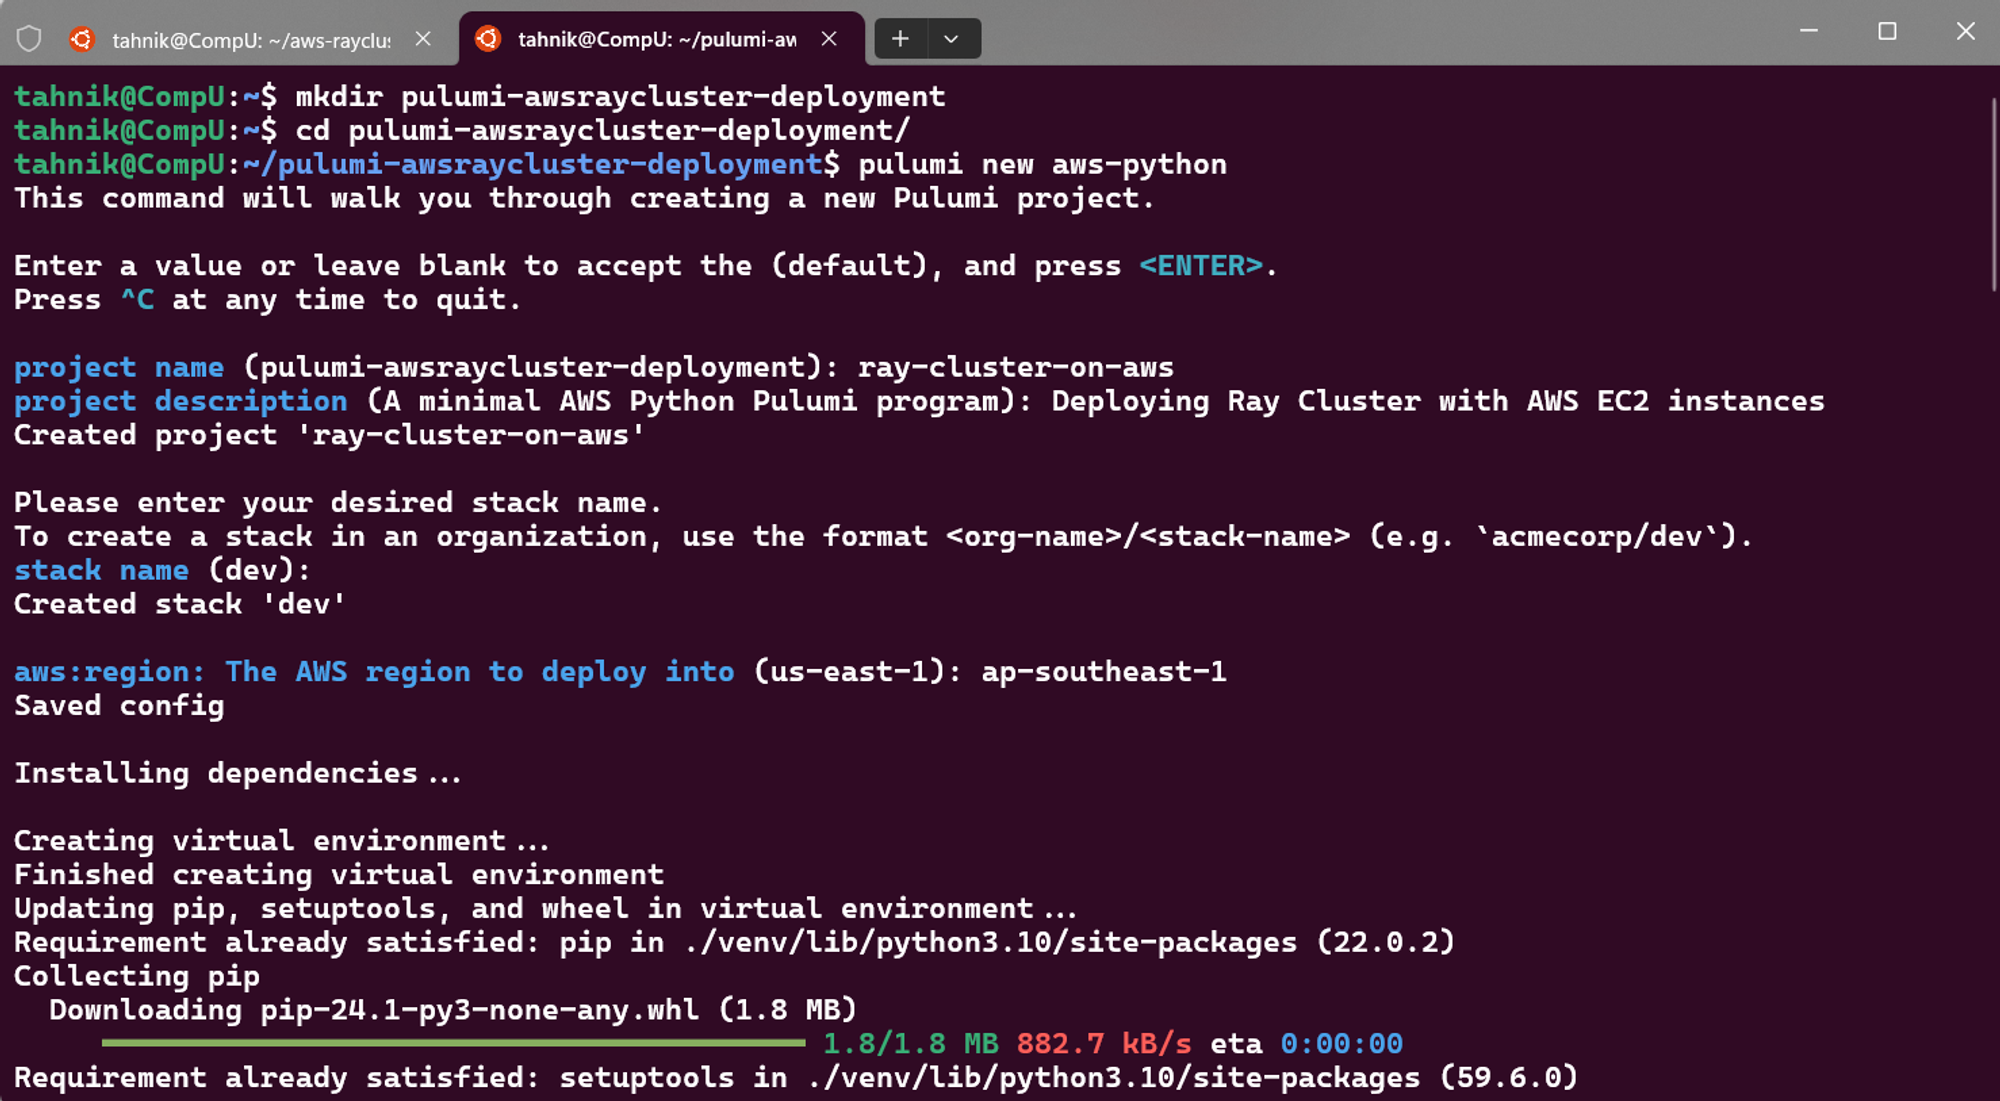 tahnik@CompU: ~/aws-rayclus
tahnik@CompU: ~/pulumi-aw
tahnik@CompU:~$ mkdir pulumi-awsraycluster-deployment
tahnik@CompU:~$ cd pulumi-awsraycluster-deployment/
tahnik@CompU:~/pulumi-awsraycluster-deployment$ pulumi new aws-python
This command will walk you through creating a new Pulumi project.
Enter a value or leave blank to accept the (default), and press <ENTER>.
Press ^C at any time to quit.
project name (pulumi-awsraycluster-deployment): ray-cluster-on-aws
project description (A minimal AWS Python Pulumi program): Deploying Ray Cluster with AWS EC2 instances
Created project 'ray-cluster-on-aws'
Please enter your desired stack name.
To create a stack in an organization, use the format <org-name>/<stack-name> (e.g. `acmecorp/dev`).
stack name (dev):
Created stack 'dev'
aws:region: The AWS region to deploy into (us-east-1): ap-southeast-1
Saved config
Installing dependencies...
Creating virtual environment...
Finished creating virtual environment
Updating pip, setuptools, and wheel in virtual environment...
Requirement already satisfied: pip in ./venv/lib/python3.10/site-packages (22.0.2)
Collecting pip
Downloading pip-24.1-py3-none-any.whl (1.8 MB)
1.8/1.8 MB 882.7 kB/s eta 0:00:00
Requirement already satisfied: setuptools in ./venv/lib/python3.10/site-packages (59.6.0)